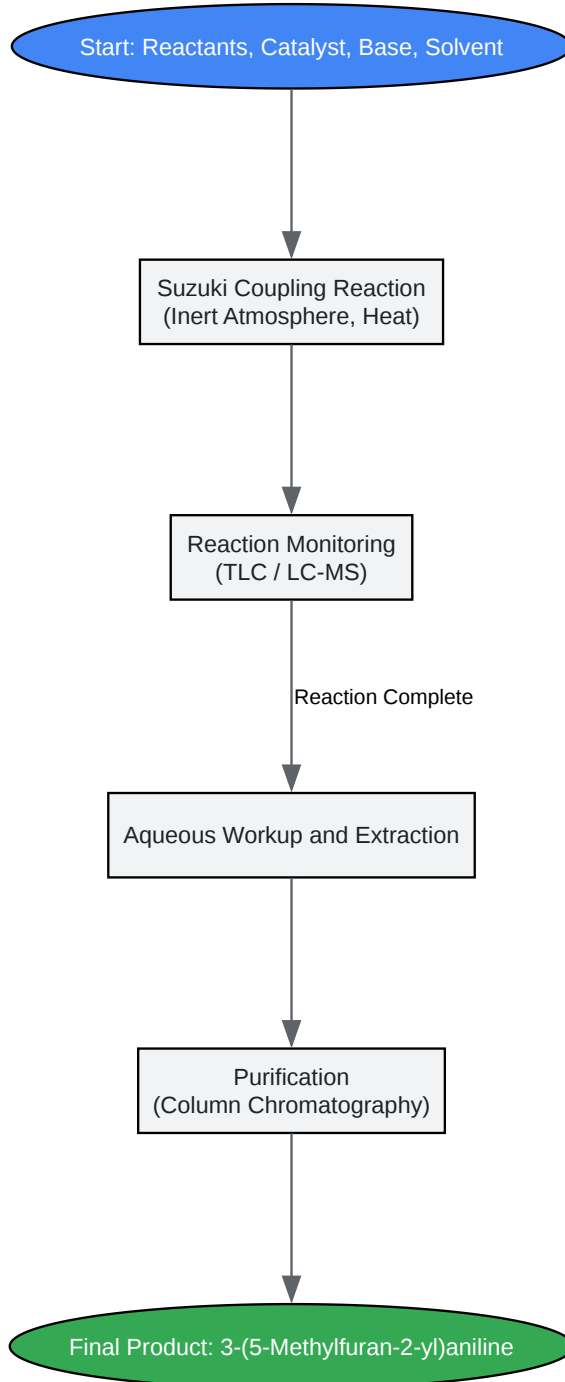 Start: Reactants, Catalyst, Base, Solvent
Suzuki Coupling Reaction
(Inert Atmosphere, Heat)
Reaction Monitoring
(TLC / LC-MS)
Reaction Complete
Aqueous Workup and Extraction
Purification
(Column Chromatography)
Final Product: 3-(5-Methylfuran-2-yl)aniline